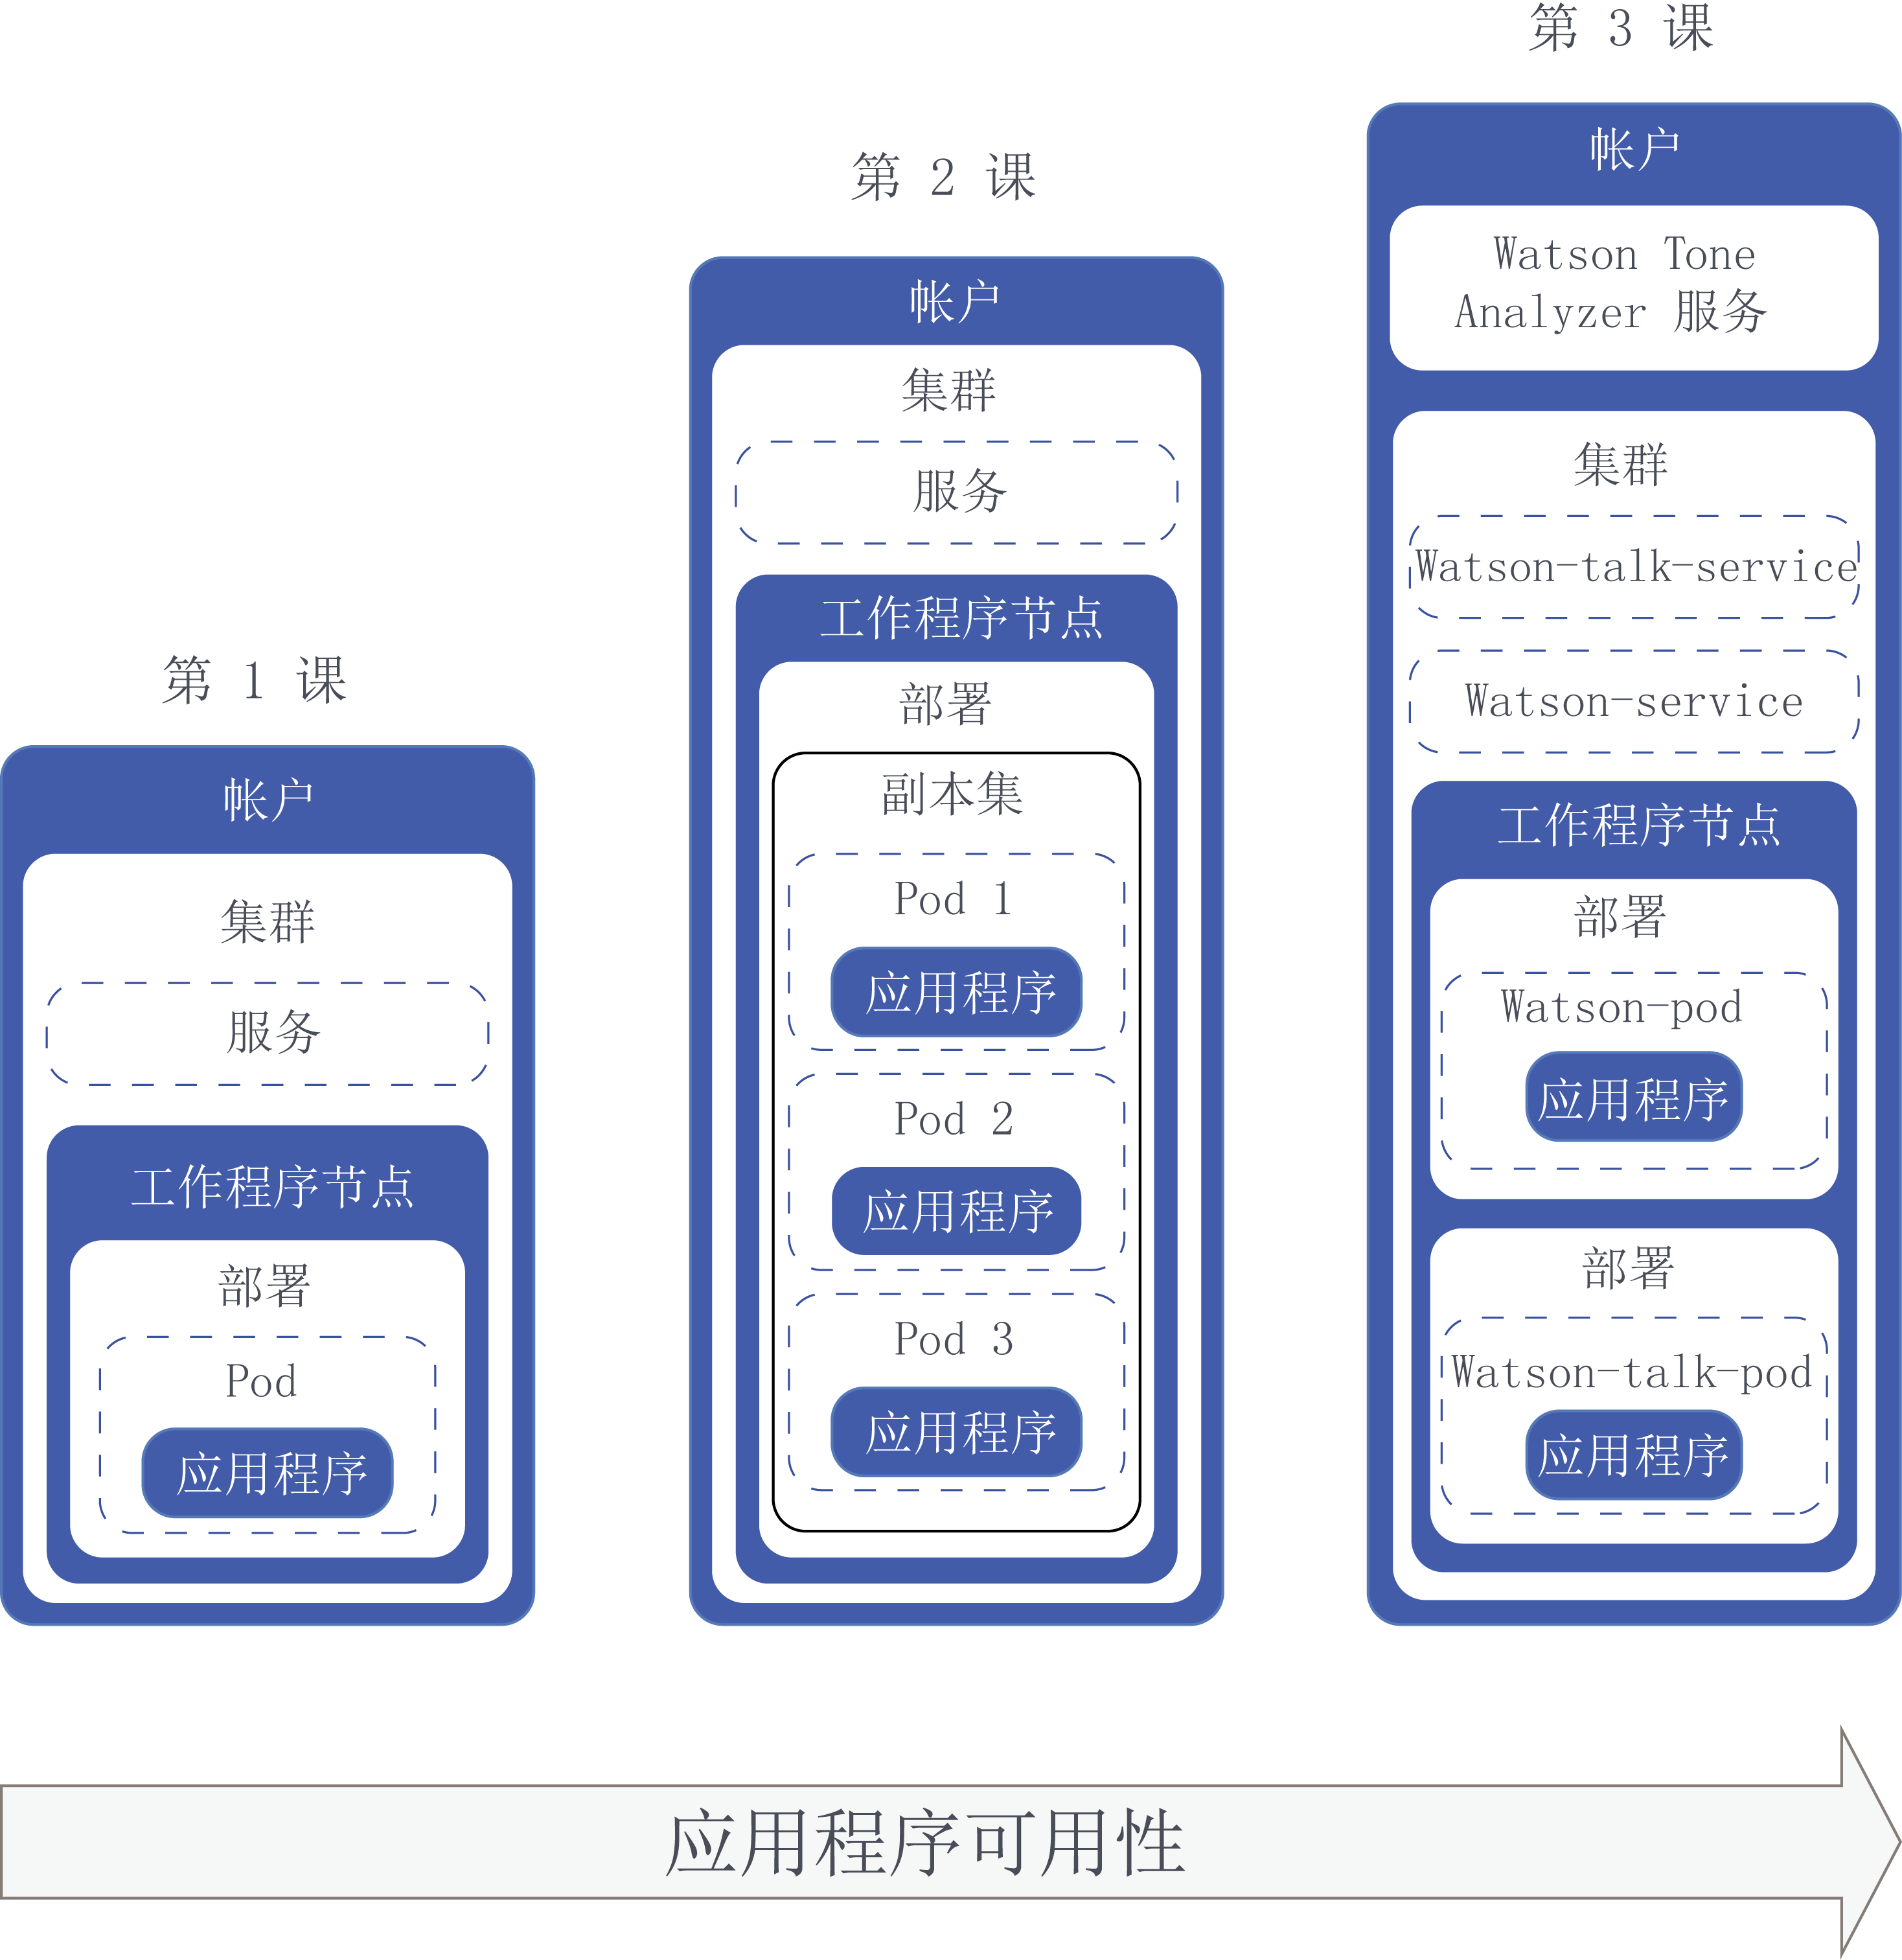 第 1 课
帐户
集群
服务
工作程序节点
部署
Pod
应用程序
第 2 课
帐户
集群
服务
工作程序节点
部署
副本集
Pod 1
应用程序
Pod 2
应用程序
Pod 3
应用程序
第 3 课
帐户
Watson Tone
Analyzer 服务
集群
Watson-talk-service
Watson-service
工作程序节点
部署
Watson-pod
应用程序
部署
Watson-talk-pod
应用程序
应用程序可用性